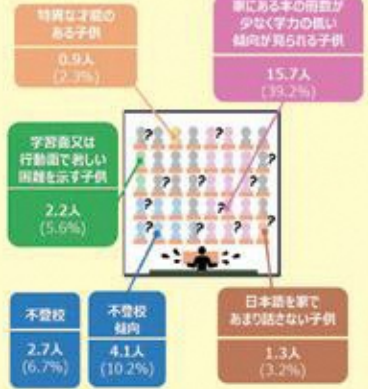 特異な才能の
ある子供
0.9人
(2.3%)
家にある本の冊数が
少なく学力の低い
傾向が見られる子供
15.7人
(39.2%)
学習面又は
行動面で著しい
困難を示す子供
2.2人
(5.6%)
?
?
?
?
?
?
?
?
?
?
?
?
不登校
2.7人
(6.7%)
不登校
傾向
4.1人
(10.2%)
日本語を家で
あまり話さない子供
1.3人
(3.2%)